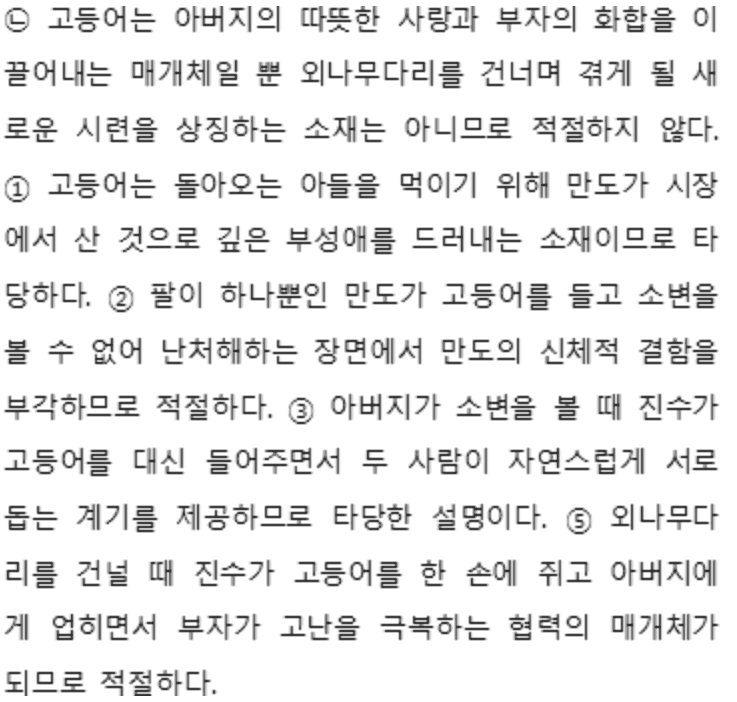 ㉡ 고등어는 아버지의 따뜻한 사랑과 부자의 화합을 이
끌어내는 매개체일 뿐 외나무다리를 건너며 겪게 될 새
로운 시련을 상징하는 소재는 아니므로 적절하지 않다.
① 고등어는 돌아오는 아들을 먹이기 위해 만도가 시장
에서 산 것으로 깊은 부성애를 드러내는 소재이므로 타
당하다. ② 팔이 하나뿐인 만도가 고등어를 들고 소변을
볼 수 없어 난처해하는 장면에서 만도의 신체적 결함을
부각하므로 적절하다. ③ 아버지가 소변을 볼 때 진수가
고등어를 대신 들어주면서 두 사람이 자연스럽게 서로
돕는 계기를 제공하므로 타당한 설명이다. ⑤ 외나무다
리를 건널 때 진수가 고등어를 한 손에 쥐고 아버지에
게 업히면서 부자가 고난을 극복하는 협력의 매개체가
되므로 적절하다.